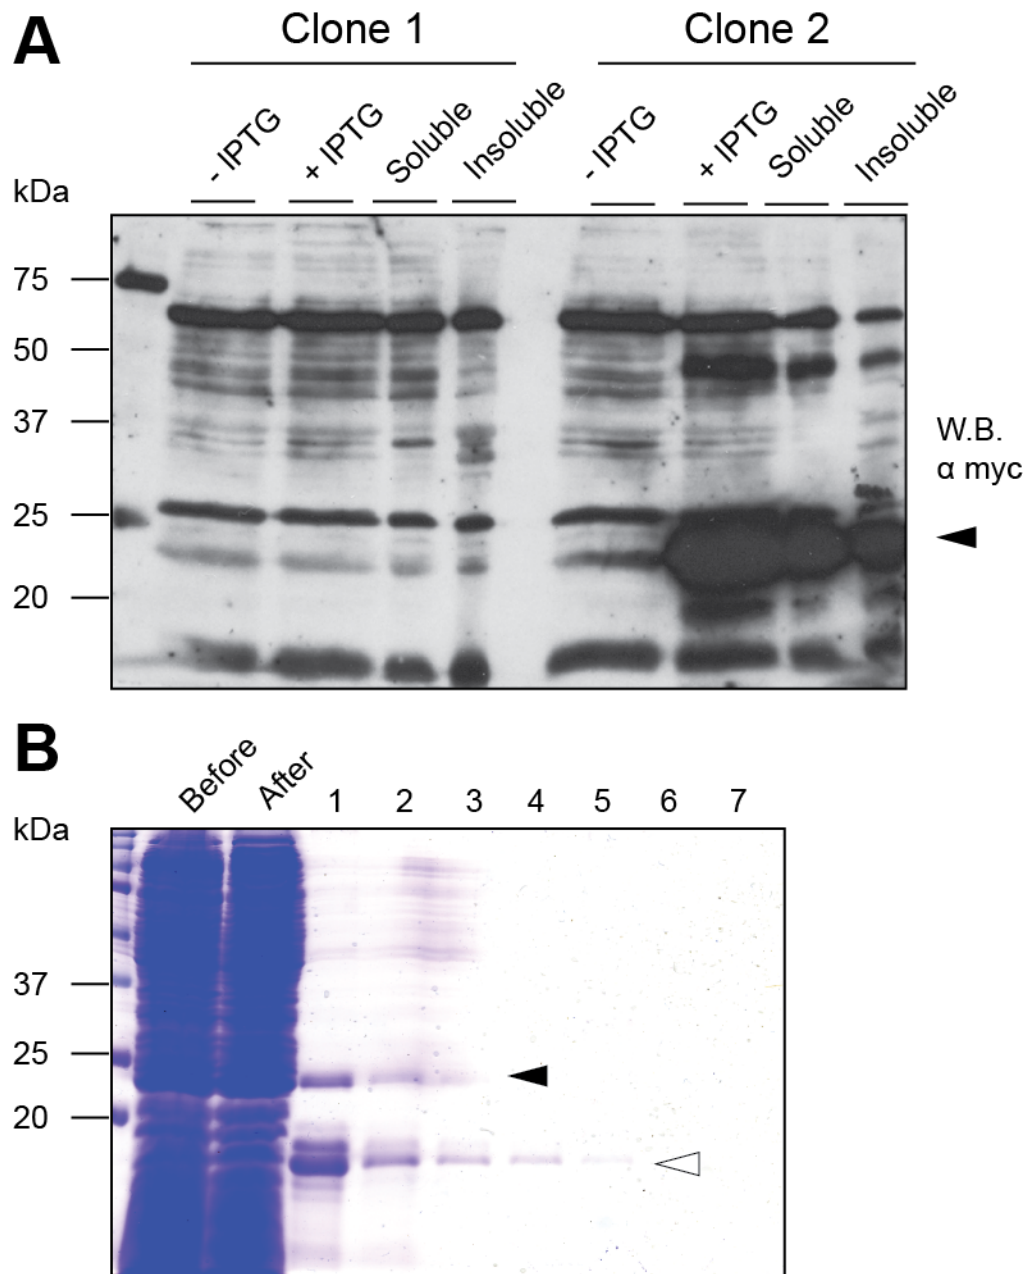 A
Clone 1 Clone 2
- IPTG + IPTG Soluble Insoluble - IPTG + IPTG Soluble Insoluble
kDa
75
50
37
W.B.
α myc
25
20
B
Before After 1 2 3 4 5 6 7
kDa
37
25
20